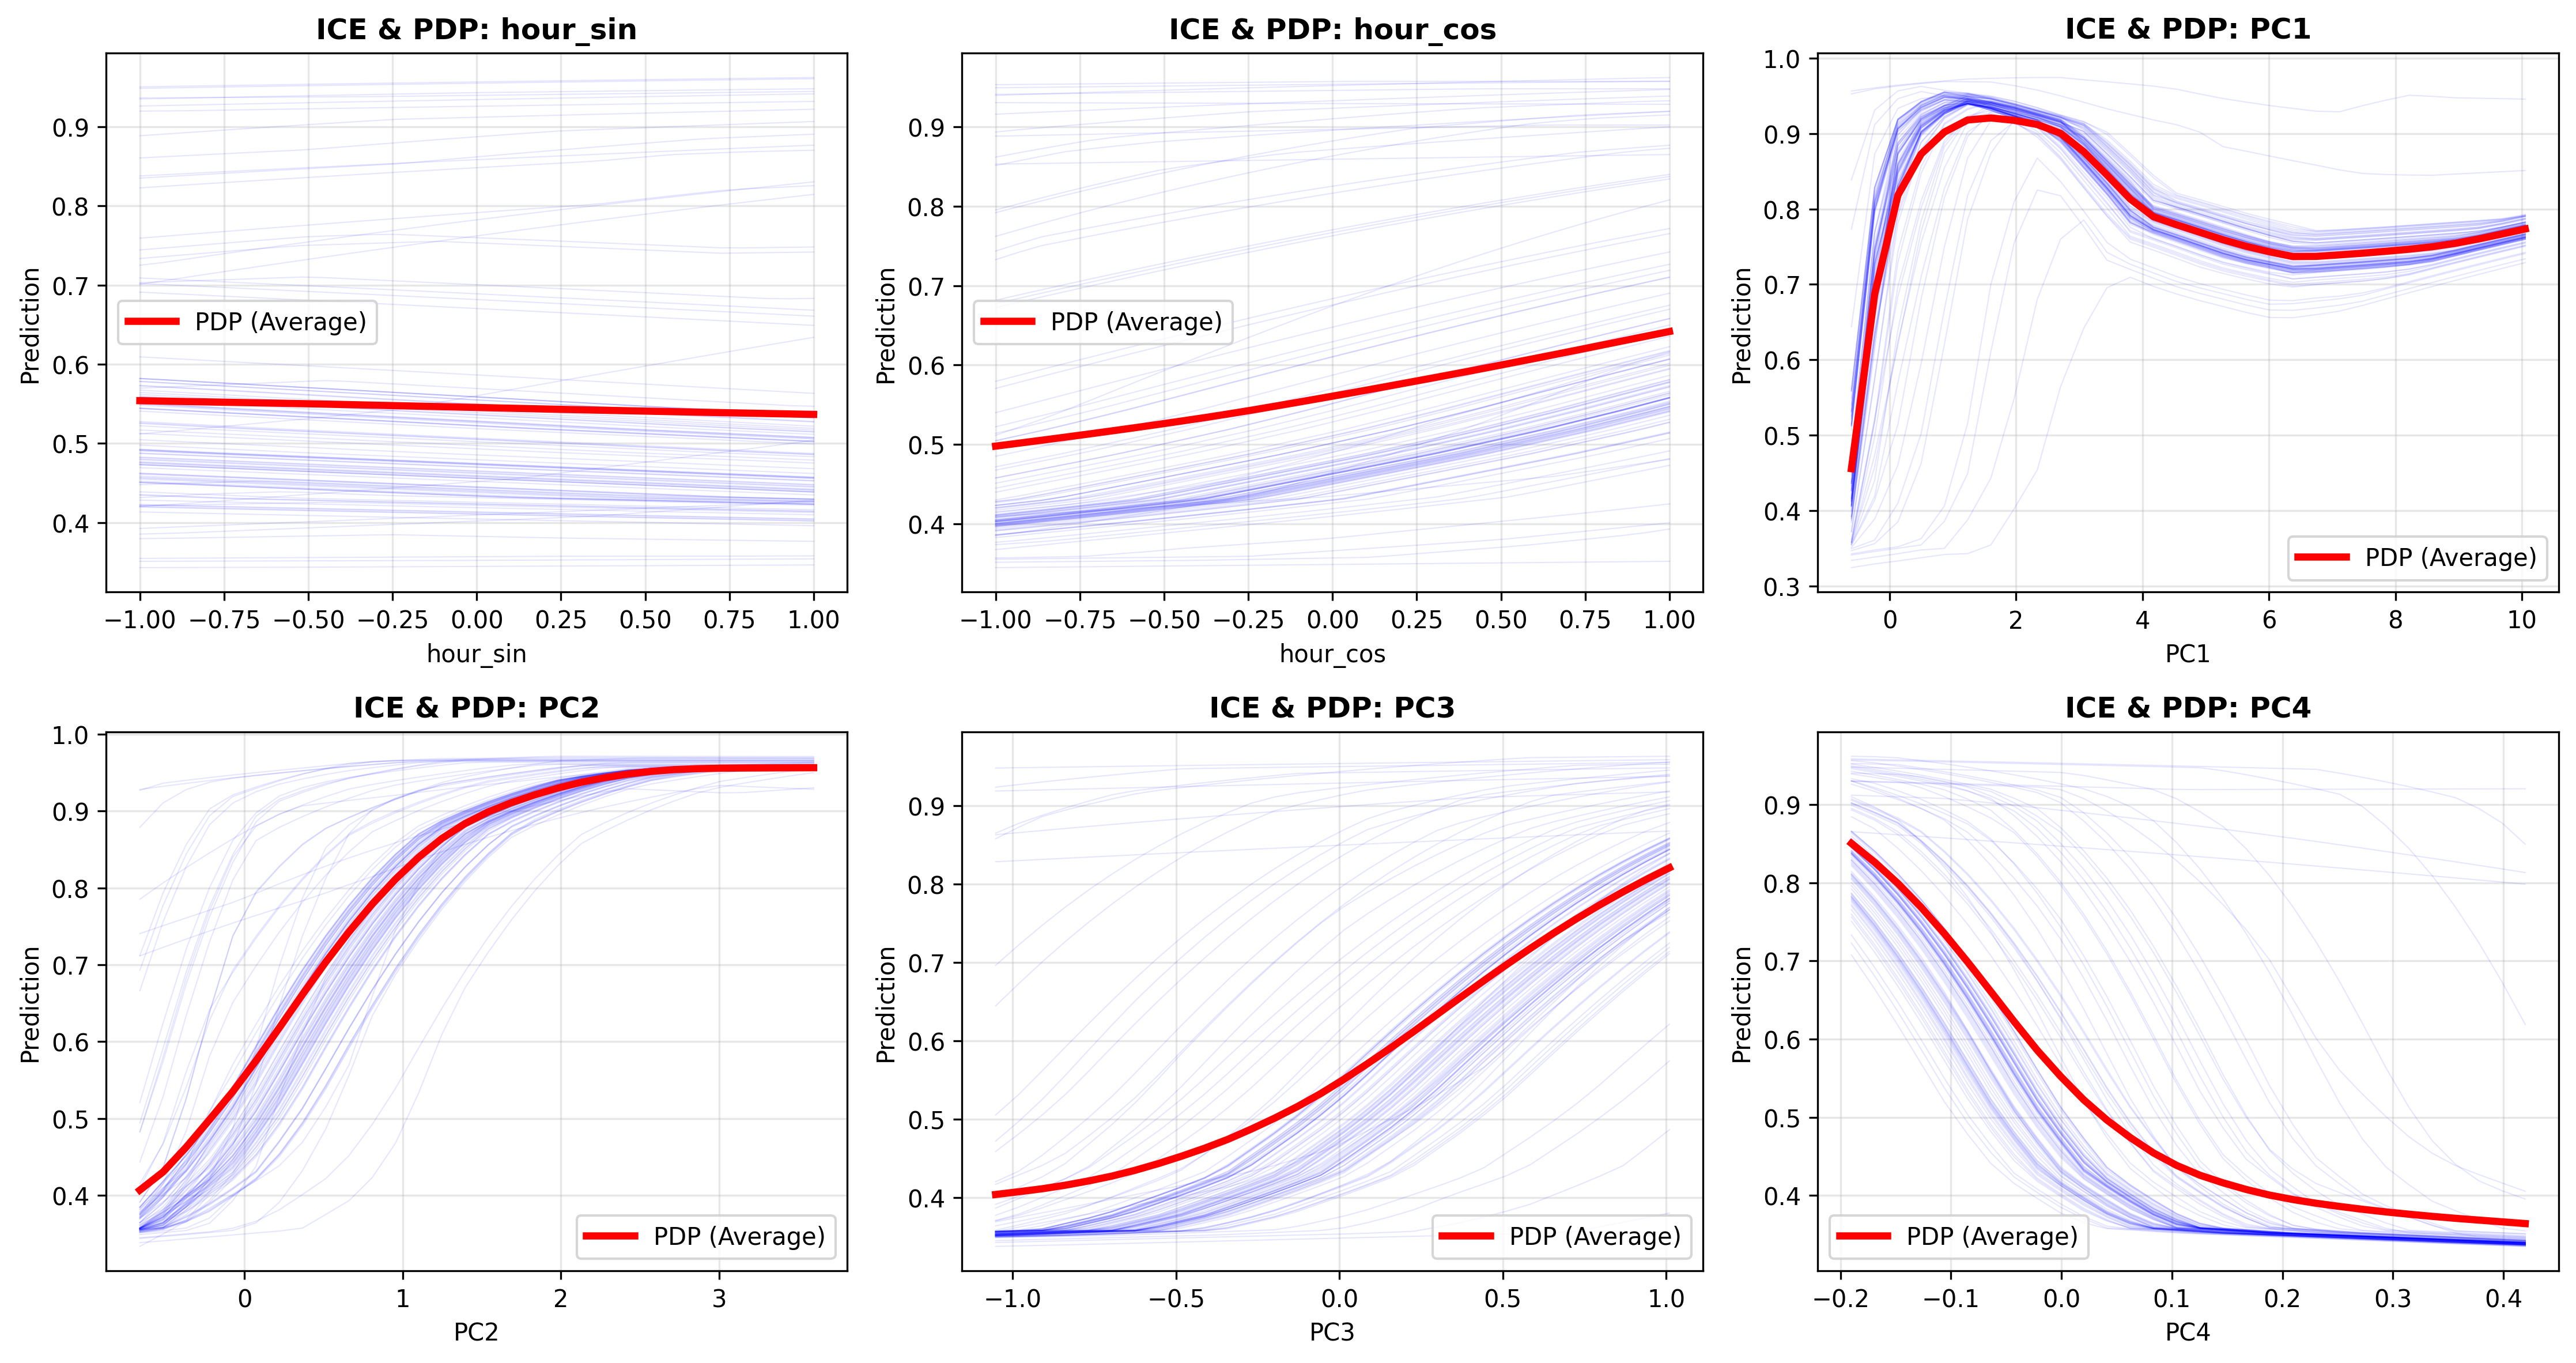 ICE & PDP: hour_sin
Prediction
0.9
0.8
0.7
0.6
0.5
0.4
PDP (Average)
−1.00 −0.75 −0.50 −0.25 0.00 0.25 0.50 0.75 1.00
hour_sin
ICE & PDP: hour_cos
Prediction
0.9
0.8
0.7
0.6
0.5
0.4
PDP (Average)
−1.00 −0.75 −0.50 −0.25 0.00 0.25 0.50 0.75 1.00
hour_cos
ICE & PDP: PC1
Prediction
1.0
0.9
0.8
0.7
0.6
0.5
0.4
0.3
PDP (Average)
0 2 4 6 8 10
PC1
ICE & PDP: PC2
Prediction
1.0
0.9
0.8
0.7
0.6
0.5
0.4
PDP (Average)
0 1 2 3
PC2
ICE & PDP: PC3
Prediction
0.9
0.8
0.7
0.6
0.5
0.4
PDP (Average)
−1.0 −0.5 0.0 0.5 1.0
PC3
ICE & PDP: PC4
Prediction
0.9
0.8
0.7
0.6
0.5
0.4
PDP (Average)
−0.2 −0.1 0.0 0.1 0.2 0.3 0.4
PC4